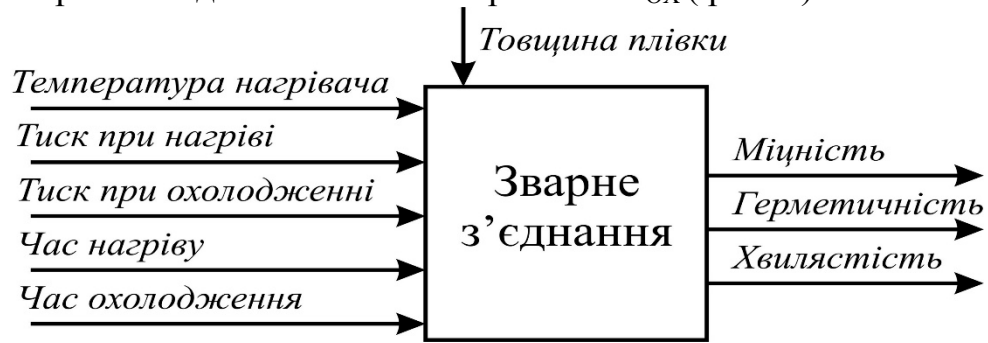 Товщина плівки
Температура нагрівача
Тиск при нагріві
Тиск при охолодженні
Час нагріву
Час охолодження
Зварне
з’єднання
Міцність
Герметичність
Хвилястість